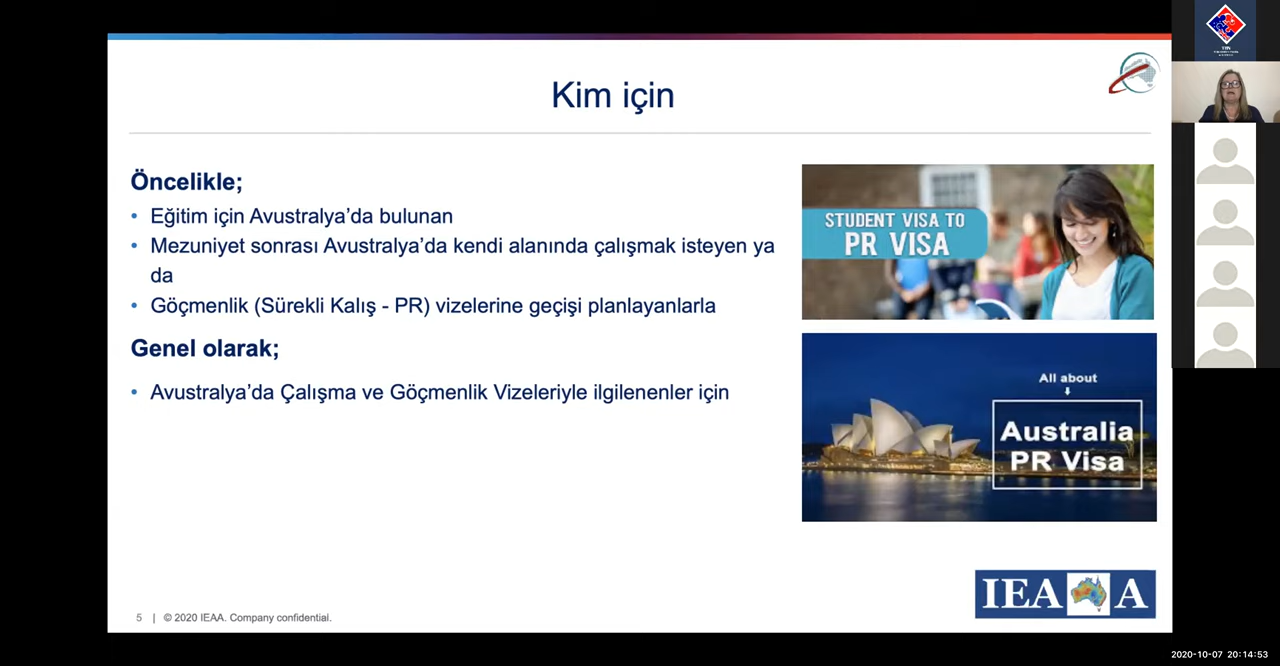 Kim için
Öncelikle;
• Eğitim için Avustralya’da bulunan
• Mezuniyet sonrası Avustralya’da kendi alanında çalışmak isteyen ya
da
• Göçmenlik (Sürekli Kalış - PR) vizelerine geçişi planlayanlarla
Genel olarak;
• Avustralya’da Çalışma ve Göçmenlik Vizeleriyle ilgilenenler için
STUDENT VISA TO
PR VISA
All about
Australia
PR Visa
IEAA
5 | © 2020 IEAA. Company confidential.
2020-10-07 20:14:53